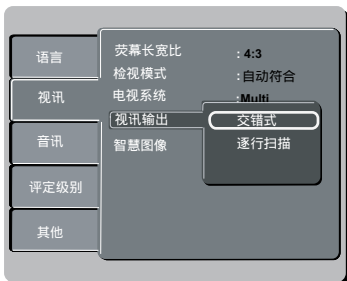 语言
视讯
音讯
评定级别
其他
荧幕长宽比 : 4:3
检视模式 : 自动符合
电视系统 : Multi
视讯输出 交错式
逐行扫描
智慧图像